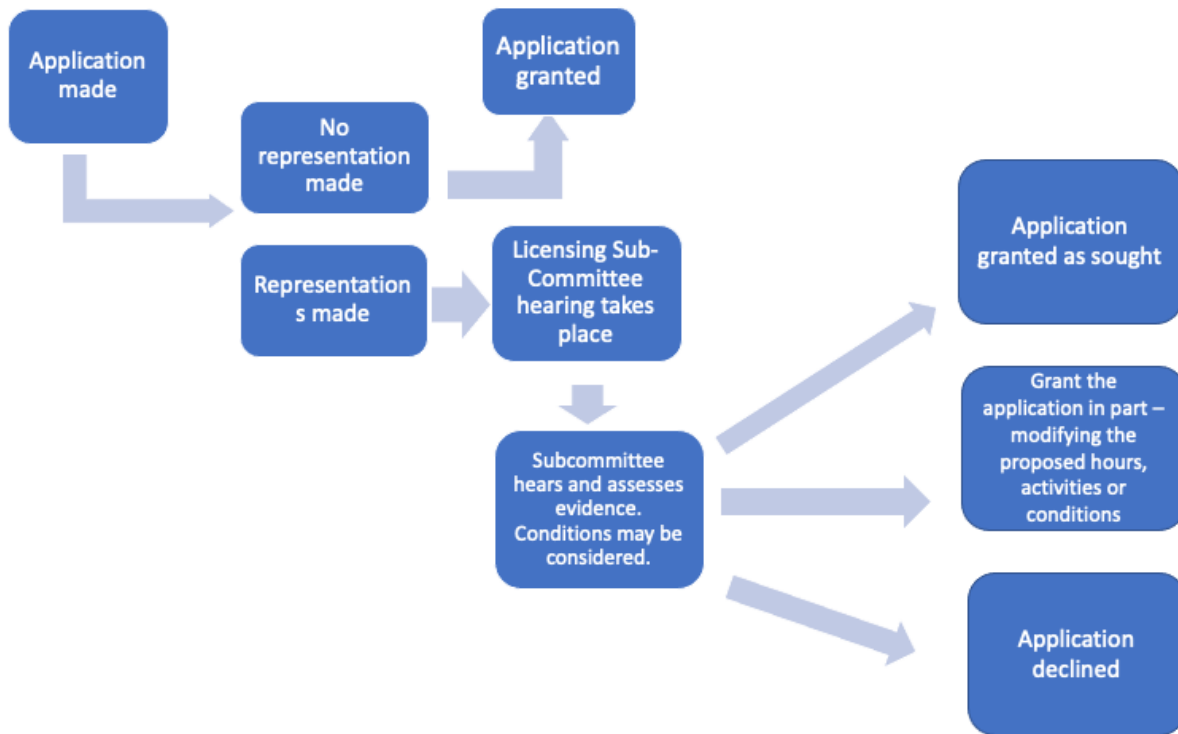 Application
made
No
representation
made
Application
granted
Representation
s made
Licensing Sub-
Committee
hearing takes
place
Subcommittee
hears and assesses
evidence.
Conditions may be
considered.
Application
granted as sought
Grant the
application in part –
modifying the
proposed hours,
activities or
conditions
Application
declined